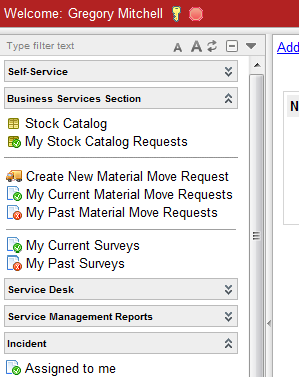 Welcome: Gregory Mitchell
Type filter text
A A
Add
Self-Service
Business Services Section
N
Stock Catalog
My Stock Catalog Requests
Create New Material Move Request
My Current Material Move Requests
My Past Material Move Requests
My Current Surveys
My Past Surveys
Service Desk
Service Management Reports
Incident
Assigned to me